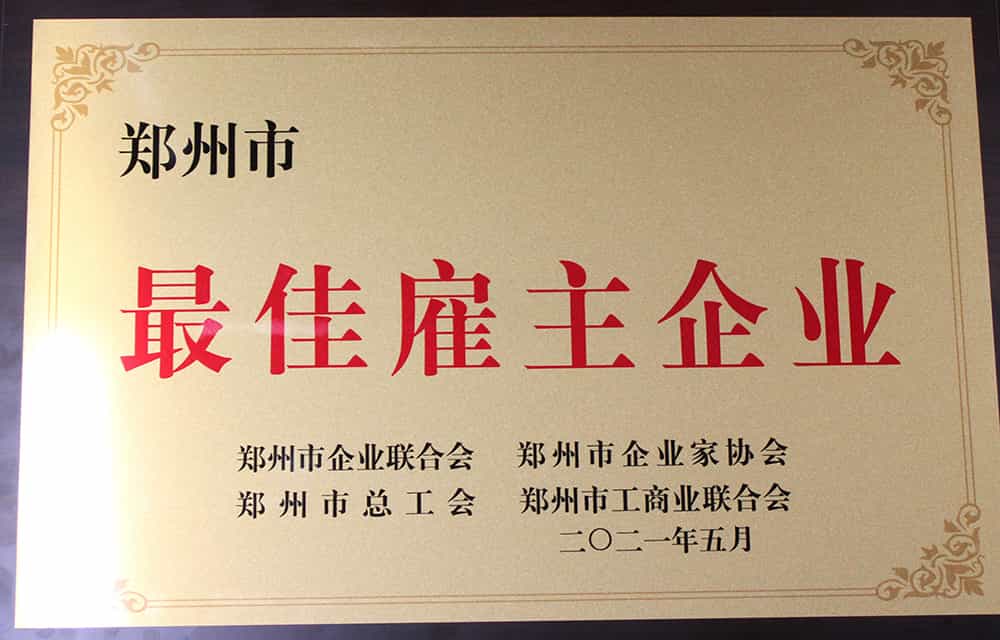 郑州市
最佳雇主企业
郑州市企业联合会 郑州市企业家协会
郑州市总工会 郑州市工商业联合会
二〇二一年五月